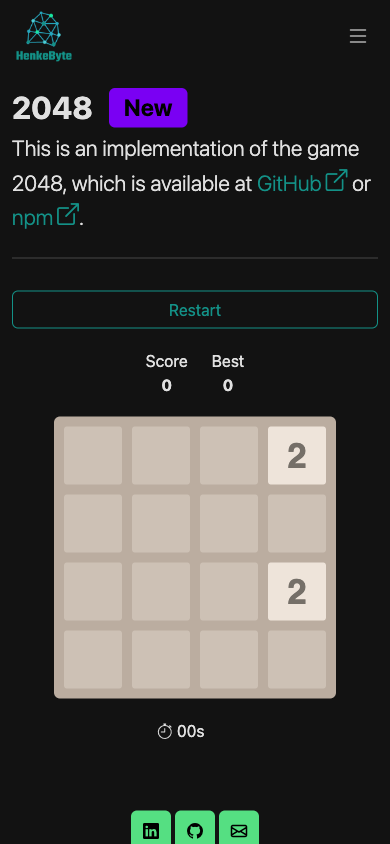 HenkeByte
2048 New
This is an implementation of the game
2048, which is available at GitHub or
npm.
Restart
Score Best
0 0
2
2
00s